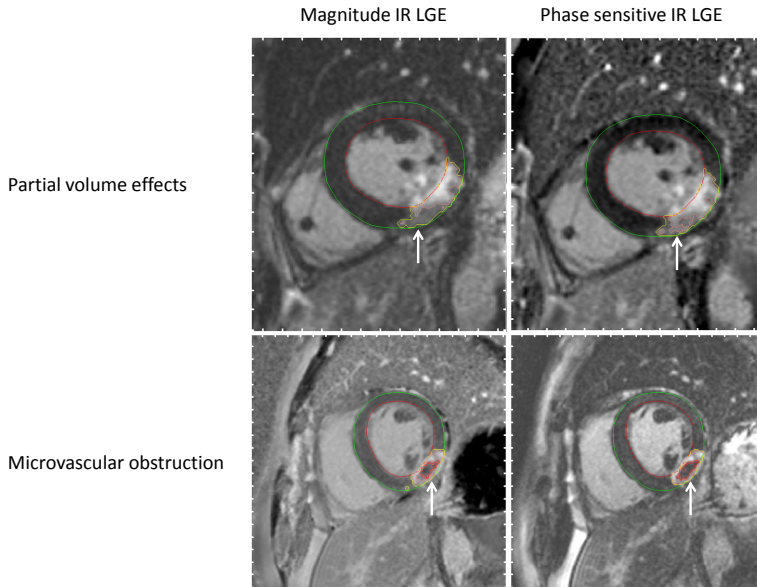 Magnitude IR LGE
Phase sensitive IR LGE
Partial volume effects
Microvascular obstruction